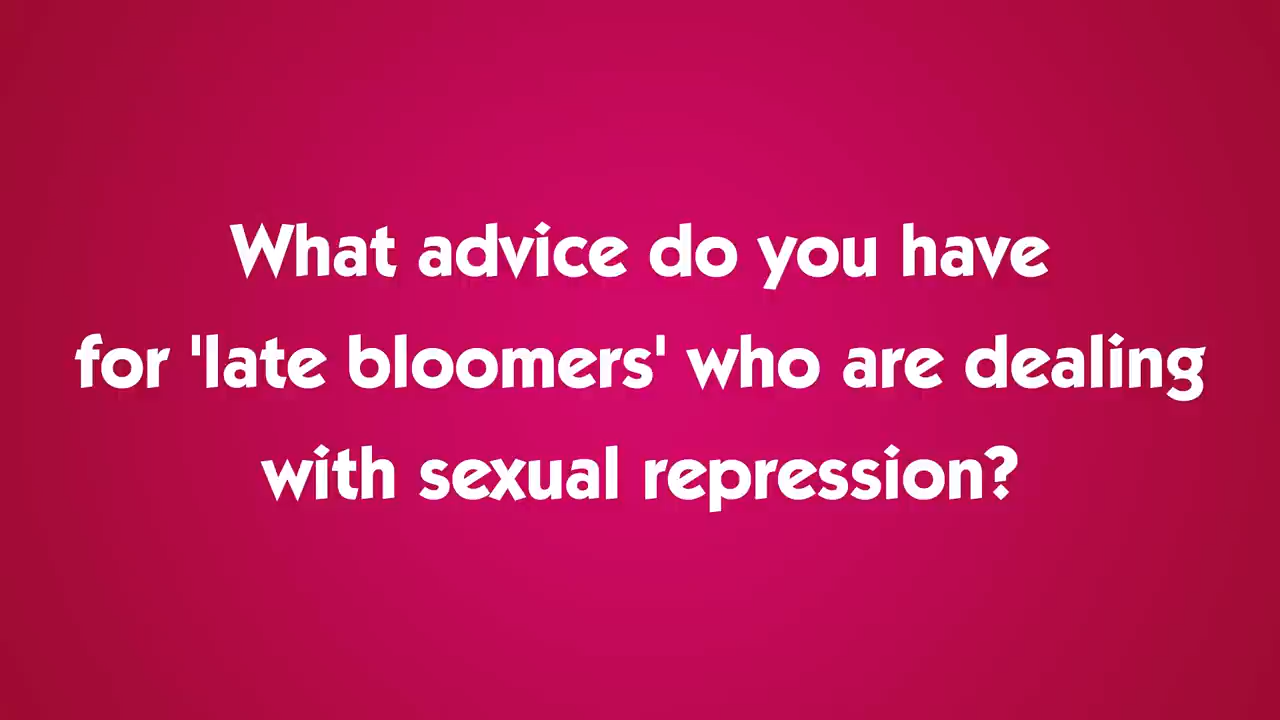 What advice do you have
for 'late bloomers' who are dealing
with sexual repression?